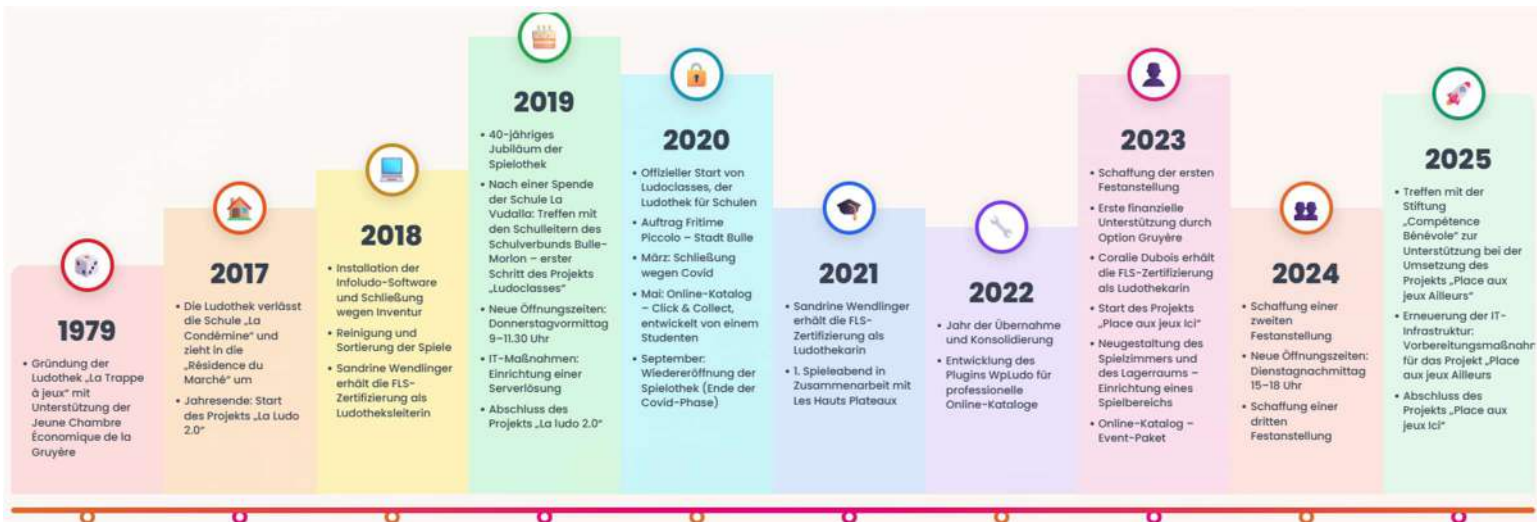 1979
• Gründung der
Ludothek „La Trappe
à jeux“ mit
Unterstützung der
Jeune Chambre
Économique de la
Gruyère
2017
• Die Ludothek verlässt
die Schule „La
Condémine“ und
zieht in die
„Résidence du
Marché“ um
• Jahresende: Start
des Projekts „La Ludo
2.0“
2018
• Installation der
Infoludo-Software
und Schließung
wegen Inventur
• Reinigung und
Sortierung der Spiele
• Sandrine Wendlinger
erhält die FLS-
Zertifizierung als
Ludotheksleiterin
2019
• 40-jähriges
Jubiläum der
Spielothek
• Nach einer Spende
der Schule La
Vudalla: Treffen mit
den Schulleitern des
Schulverbunds Bulle-
Morlon – erster
Schritt des Projekts
„Ludoclasses“
• Neue Öffnungszeiten:
Donnerstagvormittag
9–11.30 Uhr
• IT-Maßnahmen:
Einrichtung einer
Serverlösung
• Abschluss des
Projekts „La ludo 2.0“
2020
• Offizieller Start von
Ludoclasses, der
Ludothek für Schulen
• Auftrag Fritime
Piccolo – Stadt Bulle
• März: Schließung
wegen Covid
• Mai: Online-Katalog
– Click & Collect,
entwickelt von einem
Studenten
• September:
Wiedereröffnung der
Spielothek (Ende der
Covid-Phase)
2021
• Sandrine Wendlinger
erhält die FLS-
Zertifizierung als
Ludothekarin
• 1. Spieleabend in
Zusammenarbeit mit
Les Hauts Plateaux
2022
• Jahr der Übernahme
und Konsolidierung
• Entwicklung des
Plugins WpLudo für
professionelle
Online-Kataloge
2023
• Schaffung der ersten
Festanstellung
• Erste finanzielle
Unterstützung durch
Option Gruyère
• Coralie Dubois erhält
die FLS-Zertifizierung
als Ludothekarin
• Start des Projekts
„Place aux jeux Ici“
• Neugestaltung des
Spielzimmers und
des Lagerraums –
Einrichtung eines
Spielbereichs
• Online-Katalog –
Event-Paket
2024
• Schaffung einer
zweiten
Festanstellung
• Neue Öffnungszeiten:
Dienstagnachmittag
15–18 Uhr
• Schaffung einer
dritten
Festanstellung
2025
• Treffen mit der
Stiftung
„Compétence
Bénévole“ zur
Unterstützung bei der
Umsetzung des
Projekts „Place aux
jeux Ailleurs“
• Erneuerung der IT-
Infrastruktur:
Vorbereitungsmaßnahr
für das Projekt „Place
aux jeux Ailleurs
• Abschluss des
Projekts „Place aux
jeux Ici“